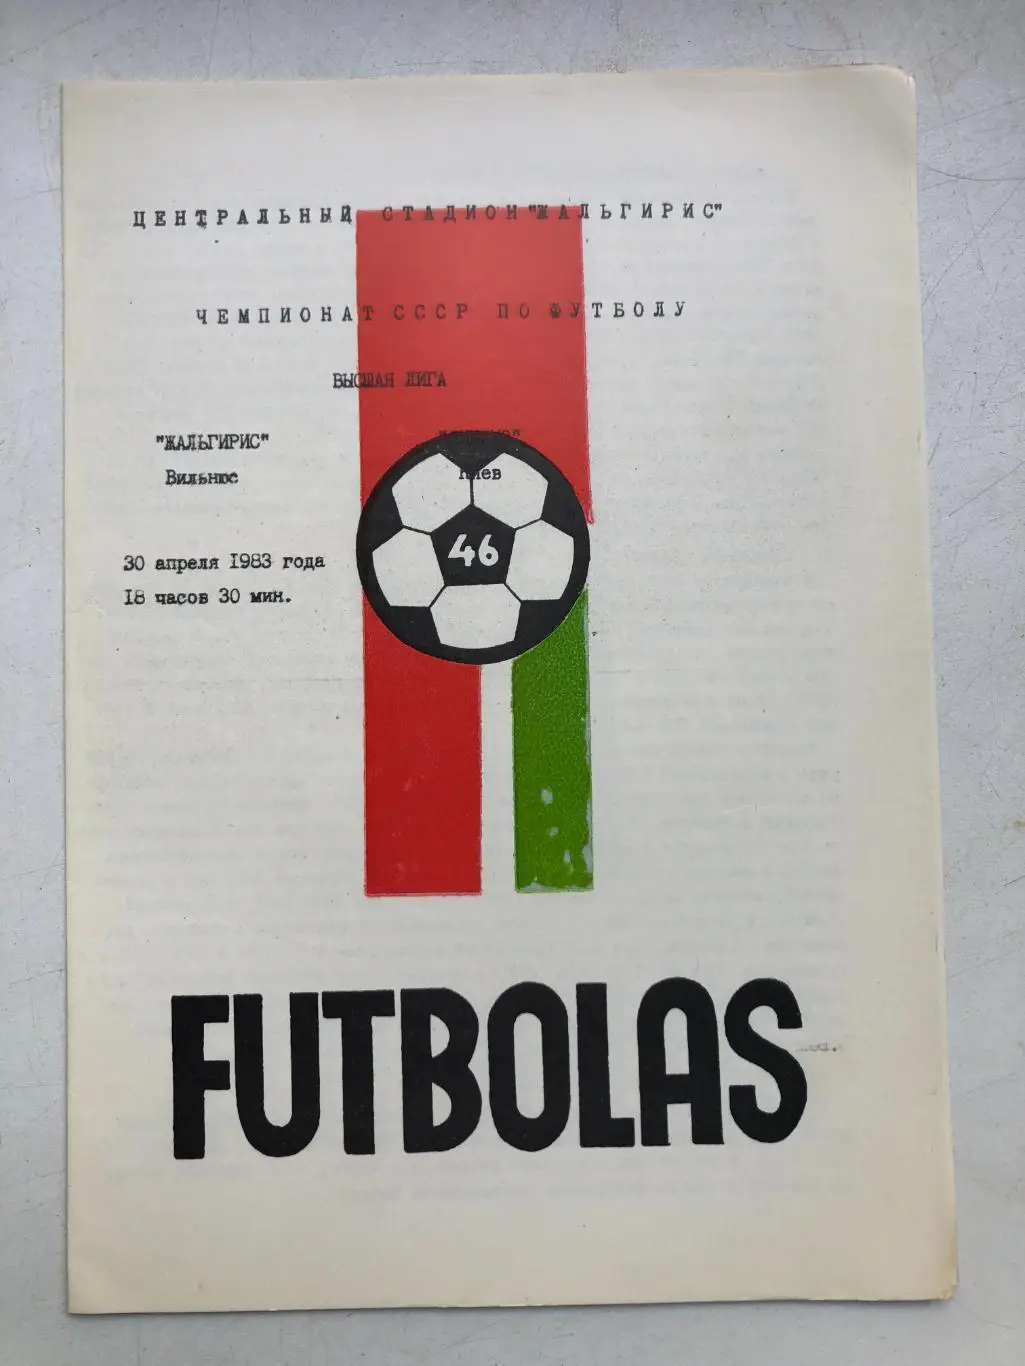 ЦЕНТРАЛЬНЫЙ СТАДИОН "ЖАЛЬГИРИС"
ЧЕМПИОНАТ СССР ПО ФУТБОЛУ
ВЫСШАЯ ЛИГА
"ЖАЛЬГИРИС"
Вильнюс
Киев
30 апреля 1983 года
18 часов 30 мин.
46
FUTBOLAS